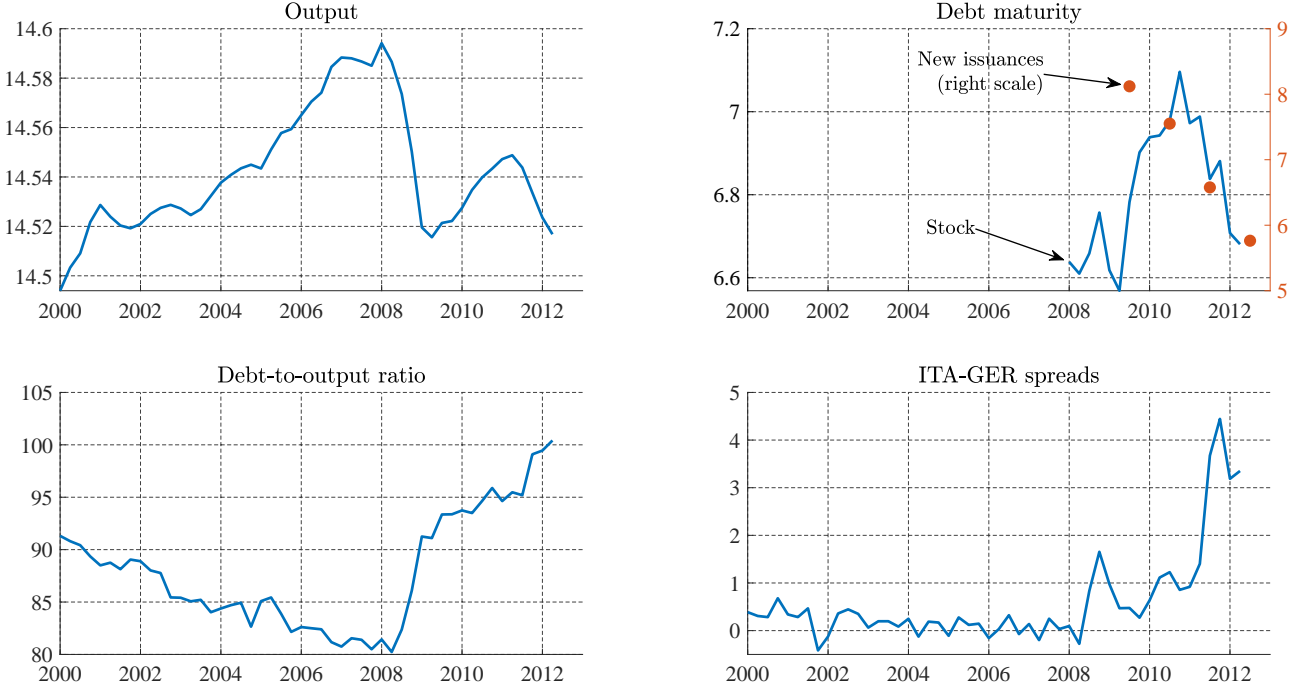 Output
14.6
14.58
14.56
14.54
14.52
14.5
2000 2002 2004 2006 2008 2010 2012
Debt maturity
7.2
7
6.8
6.6
9
8
7
6
5
New issuances
(right scale)
Stock
2000 2002 2004 2006 2008 2010 2012
Debt-to-output ratio
105
100
95
90
85
80
2000 2002 2004 2006 2008 2010 2012
ITA-GER spreads
5
4
3
2
1
0
2000 2002 2004 2006 2008 2010 2012